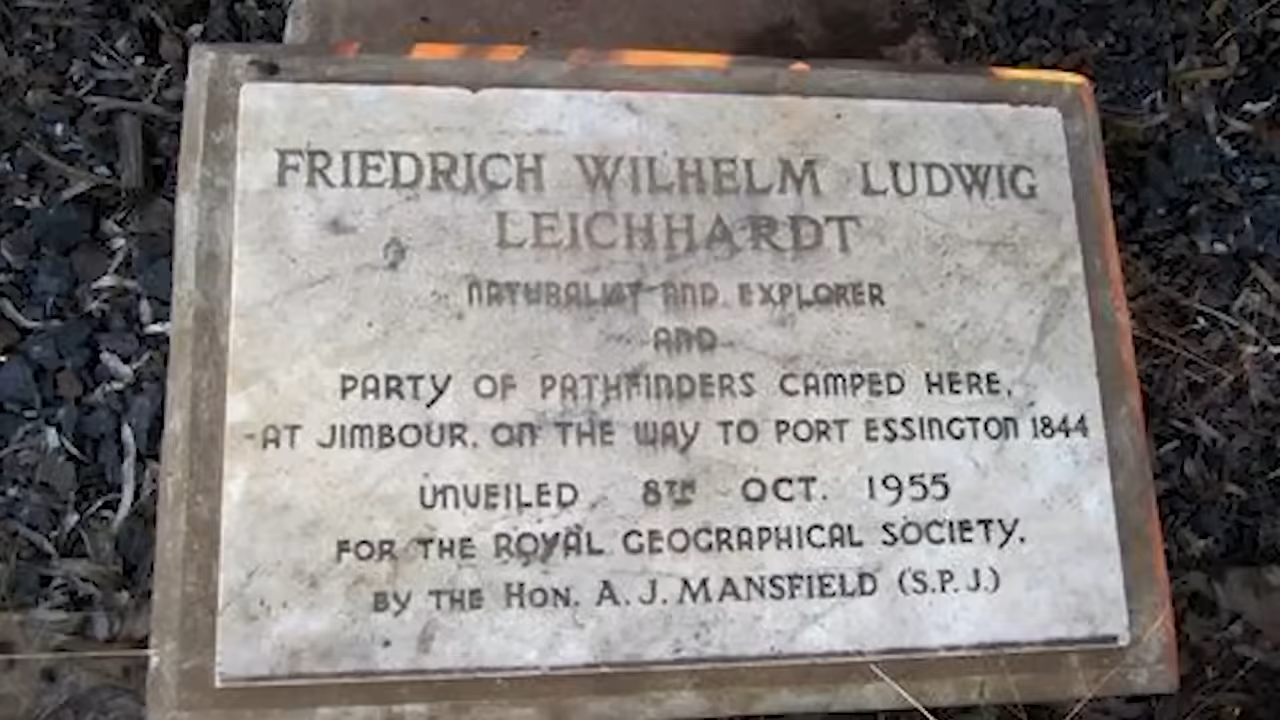 FRIEDRICH WILHELM LUDWIG
LEICHHARDT
NATURALIST AND EXPLORER
AND
PARTY OF PATHFINDERS CAMPED HERE,
-AT JIMBOUR. ON THE WAY TO PORT ESSINGTON 1844
UNVEILED. 8TH OCT. 1955
FOR THE ROYAL GEOGRAPHICAL SOCIETY.
BY THE HON. A. J. MANSFIELD (S.P.J.)